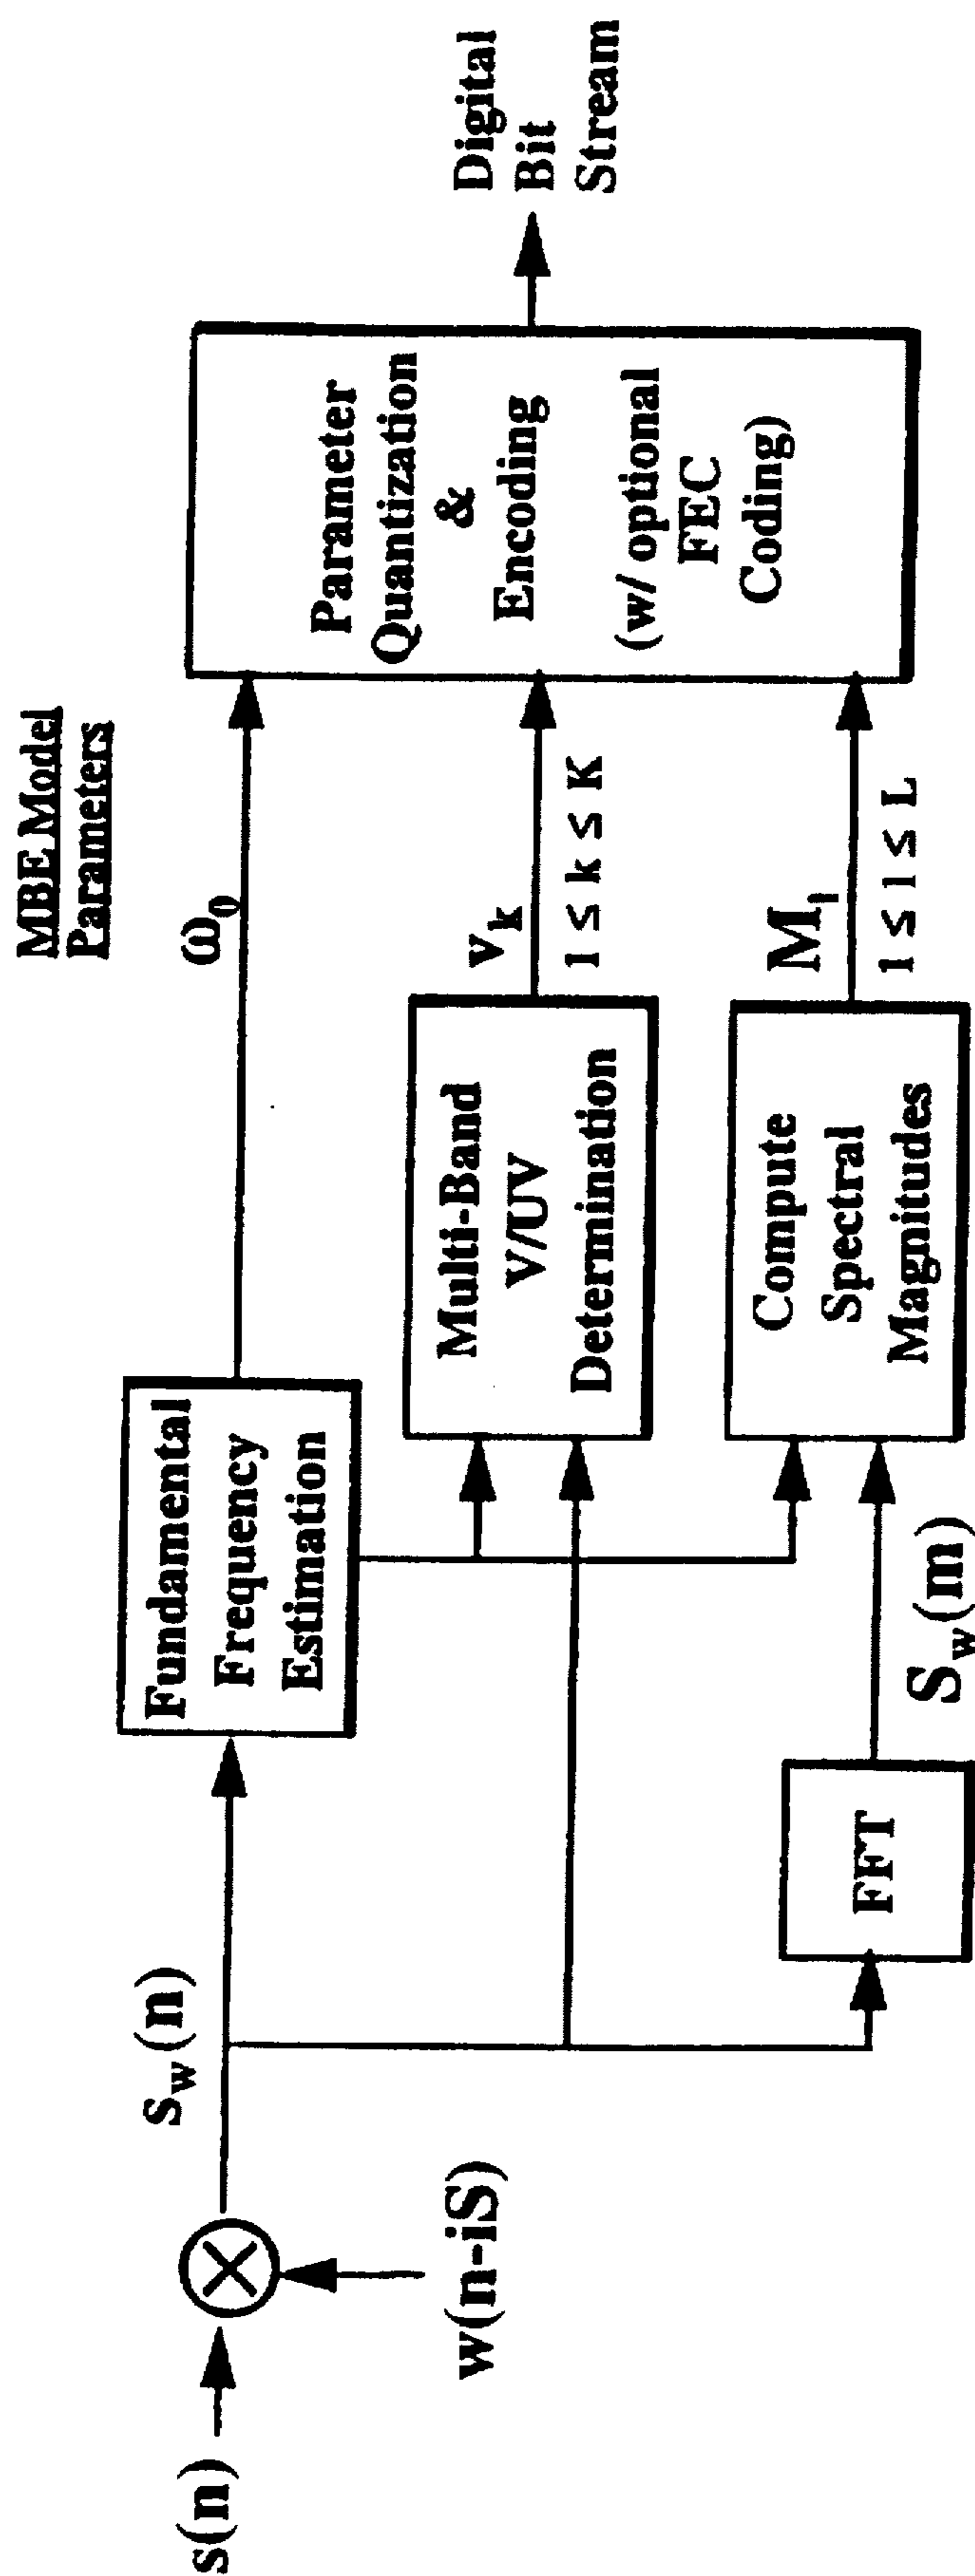 MBE Model
Parameters
s(n)
w(n-iS)
s_w(n)
Fundamental
Frequency
Estimation
ω₀
Multi-Band
V/UV
Determination
v_k
1 ≤ k ≤ K
FFT
S_w(m)
Compute
Spectral
Magnitudes
M_l
1 ≤ l ≤ L
Parameter
Quantization
&
Encoding
(w/ optional
FEC
Coding)
Digital
Bit
Stream